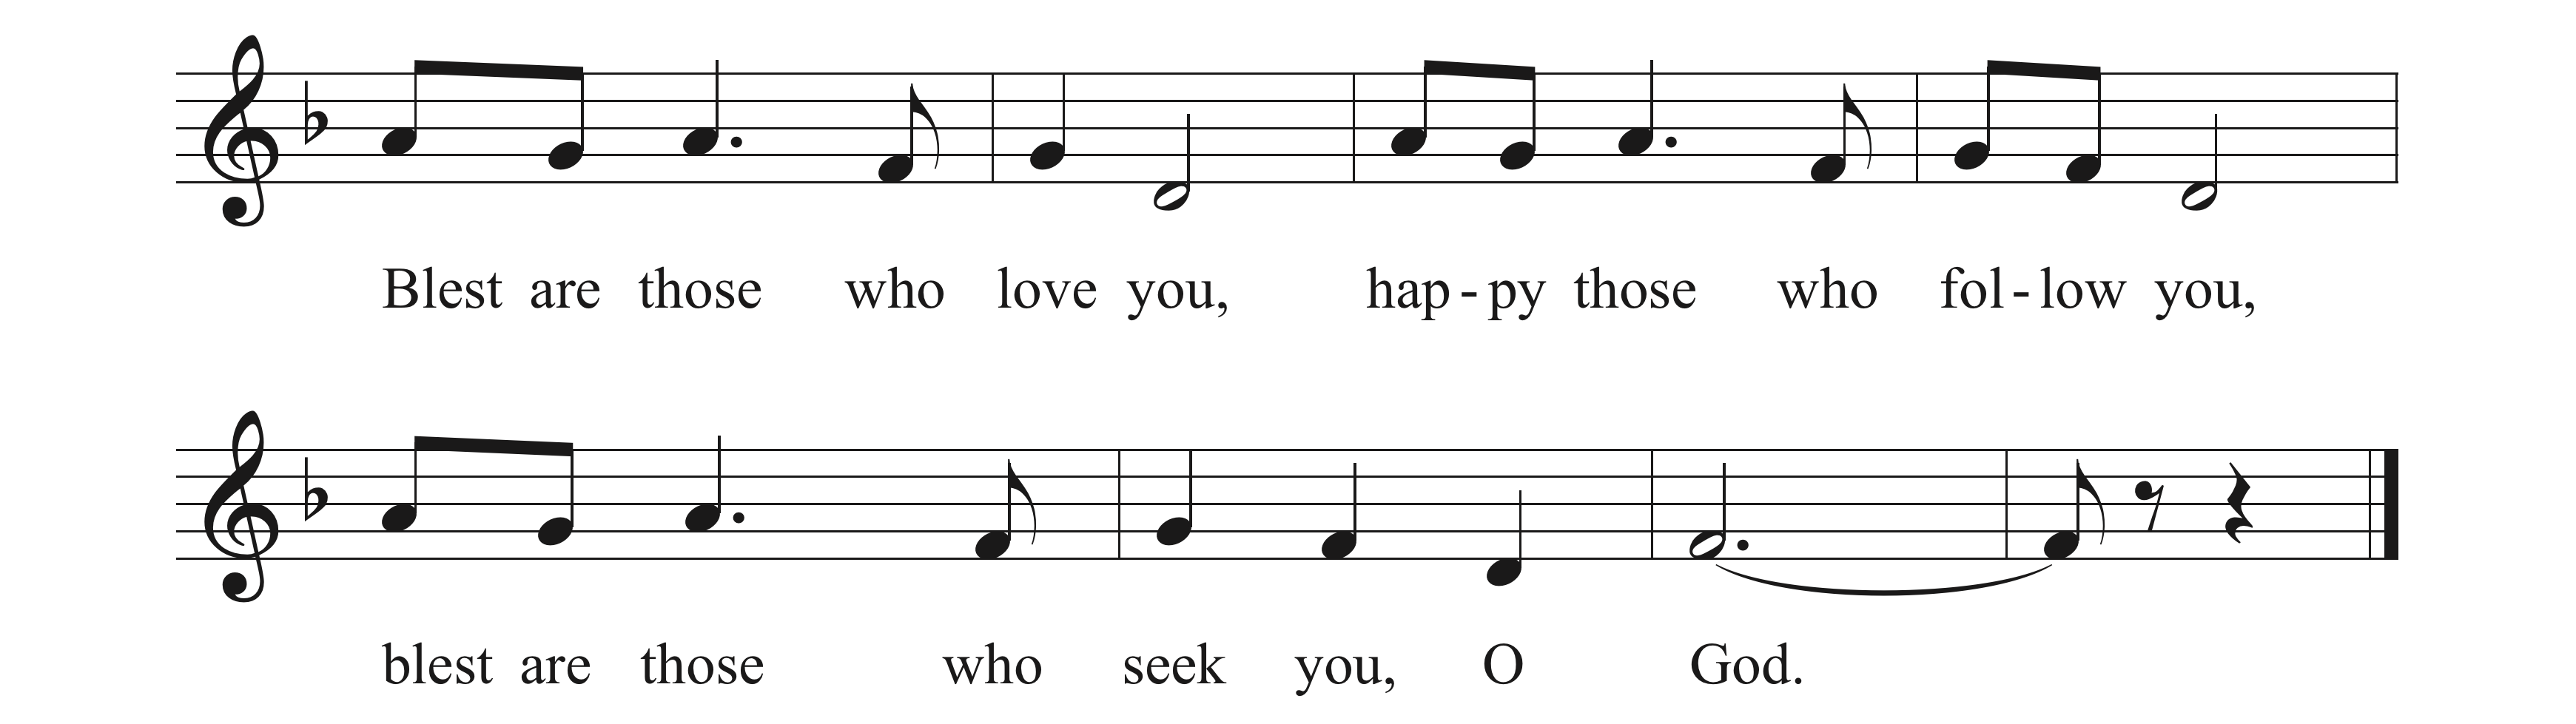 Blest are those who love you, hap - py those who fol - low you,
blest are those who seek you, O God.